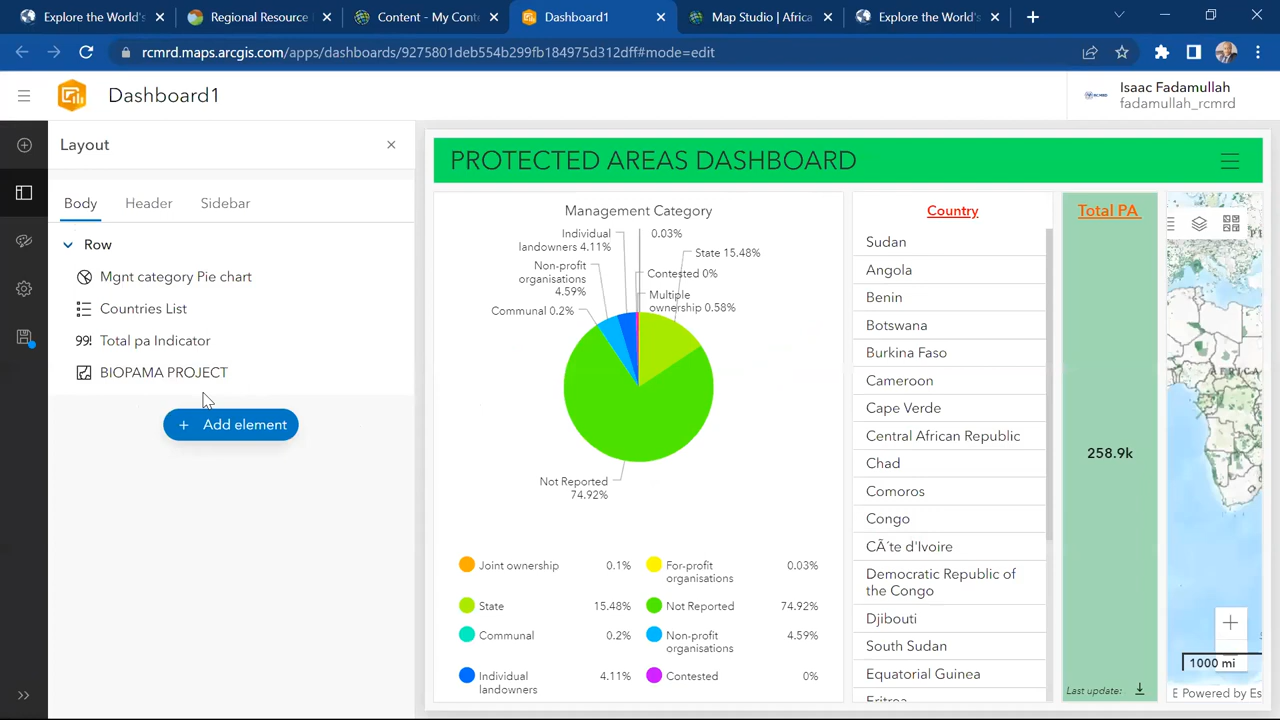 Explore the World's
Regional Resource
Content - My Conte
Dashboard1
Map Studio | Africa
Explore the World's
rcmrd.maps.arcgis.com/apps/dashboards/9275801deb554b299fb184975d312dff#mode=edit
Dashboard1
RCMRD
Isaac Fadamullah
fadamullah_rcmrd
Layout
Body Header Sidebar
Row
Mgnt category Pie chart
Countries List
99! Total pa Indicator
BIOPAMA PROJECT
+ Add element
PROTECTED AREAS DASHBOARD
Management Category
Individual
landowners 4.11%
0.03%
State 15.48%
Non-profit
organisations
4.59%
Contested 0%
Multiple
ownership 0.58%
Communal 0.2%
Not Reported
74.92%
Joint ownership 0.1%
For-profit
organisations 0.03%
State 15.48%
Not Reported 74.92%
Communal 0.2%
Non-profit
organisations 4.59%
Individual
landowners 4.11%
Contested 0%
Country
Sudan
Angola
Benin
Botswana
Burkina Faso
Cameroon
Cape Verde
Central African Republic
Chad
Comoros
Congo
CÃ´te d'Ivoire
Democratic Republic of
the Congo
Djibouti
South Sudan
Equatorial Guinea
Eritrea
Total PA
258.9k
Last update:
AFRICA
+
1000 mi
E Powered by Es